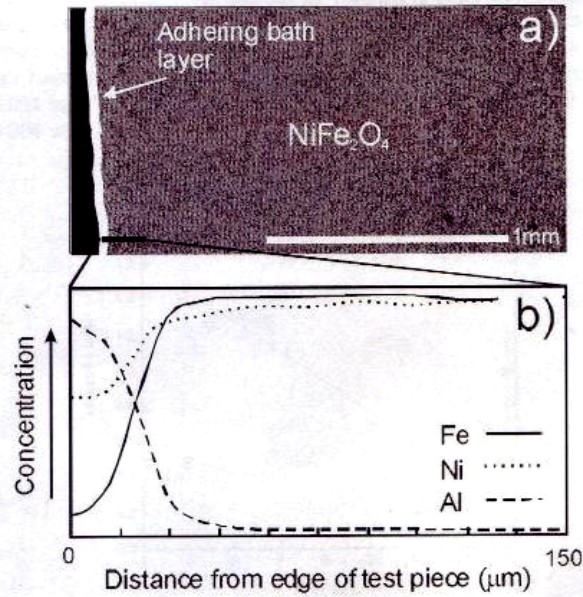 a)
Adhering bath
layer
NiFe₂O₄
1mm
b)
Concentration
Fe
Ni
Al
0
150
Distance from edge of test piece (μm)